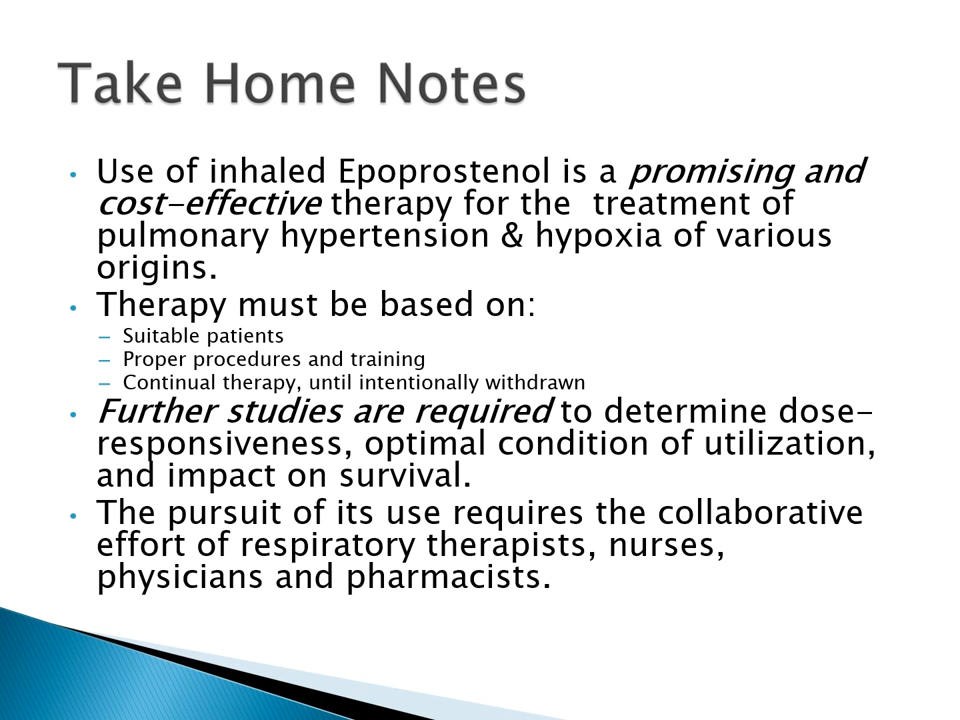 Take Home Notes
• Use of inhaled Epoprostenol is a promising and
cost-effective therapy for the  treatment of
pulmonary hypertension & hypoxia of various
origins.
• Therapy must be based on:
– Suitable patients
– Proper procedures and training
– Continual therapy, until intentionally withdrawn
• Further studies are required to determine dose-
responsiveness, optimal condition of utilization,
and impact on survival.
• The pursuit of its use requires the collaborative
effort of respiratory therapists, nurses,
physicians and pharmacists.